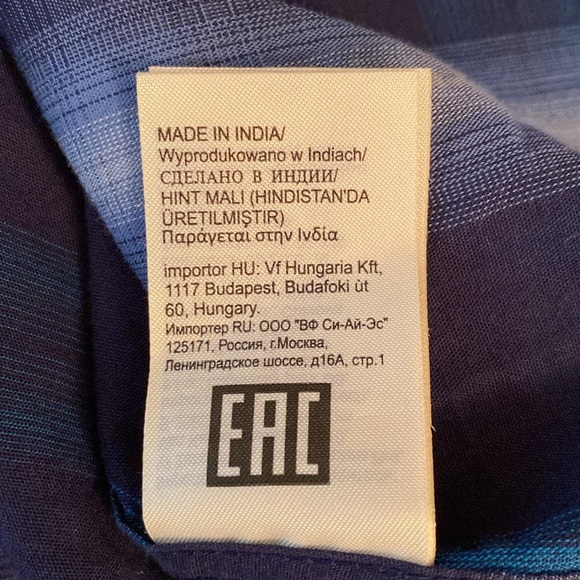 MADE IN INDIA/
Wyprodukowano w Indiach/
СДЕЛАНО В ИНДИИ/
HINT MALI (HINDISTAN'DA
ÜRETILMIŞTIR)
Παράγεται στην Ινδία
importor HU: Vf Hungaria Kft,
1117 Budapest, Budafoki ùt
60, Hungary.
Импортер RU: ООО "ВФ Си-Ай-Эс"
125171, Россия, г.Москва,
Ленинградское шоссе, д16А, стр.1
EAC